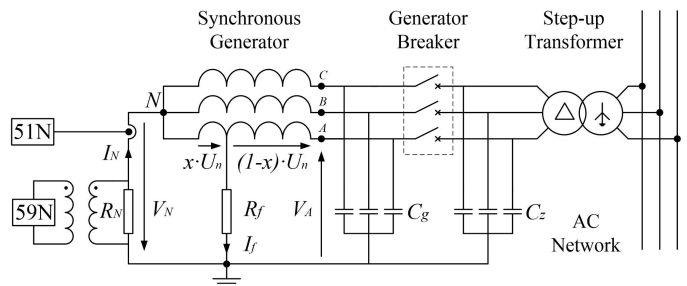 Synchronous Generator
Generator Breaker
Step-up Transformer
C
N
B
51N
A
I_N
x·U_n
(1-x)·U_n
59N
R_N
V_N
R_f
V_A
C_g
C_z
I_f
AC Network